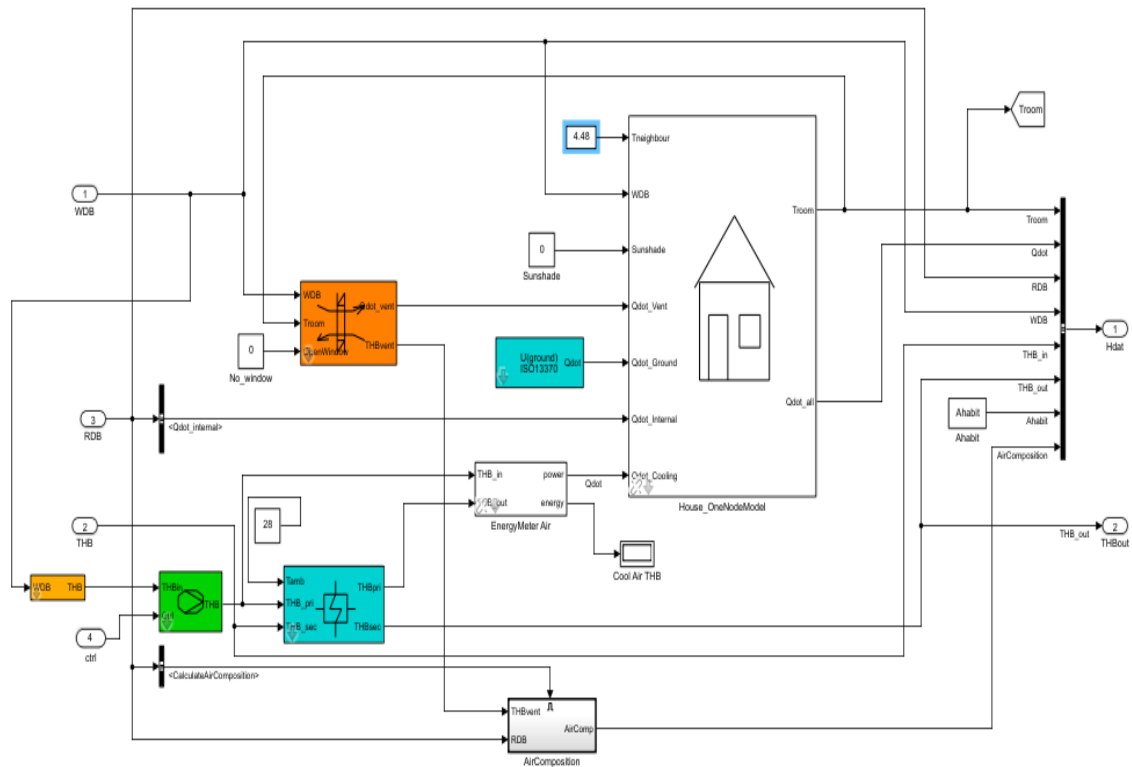 Troom
4.48
Tneighbour
1
WDB
WDB
Troom
Troom
Sunshade
0
Sunshade
Qdot
RDB
WDB
Qdot_vent
Qdot_Vent
WDB
Troom
1
Hdat
THBvent
OpenWindow
0
No_window
U(ground)
ISO13370
Qdot
Qdot_Ground
THB_in
THB_out
Qdot_all
3
RDB
<Qdot_internal>
Qdot_Internal
Ahabit
Ahabit
Ahabit
AirComposition
THB_in
power
Qdot
Qdot_Cooling
energy
House_OneNodeModel
EnergyMeter Air
2
THB
28
THB_out
2
THBout
Cool Air THB
WDB
THB
THBin
THB
Tamb
THB_pri
THB_sec
THBpri
THBsec
4
ctrl
<CalculateAirComposition>
THBvent
RDB
AirComp
AirComposition